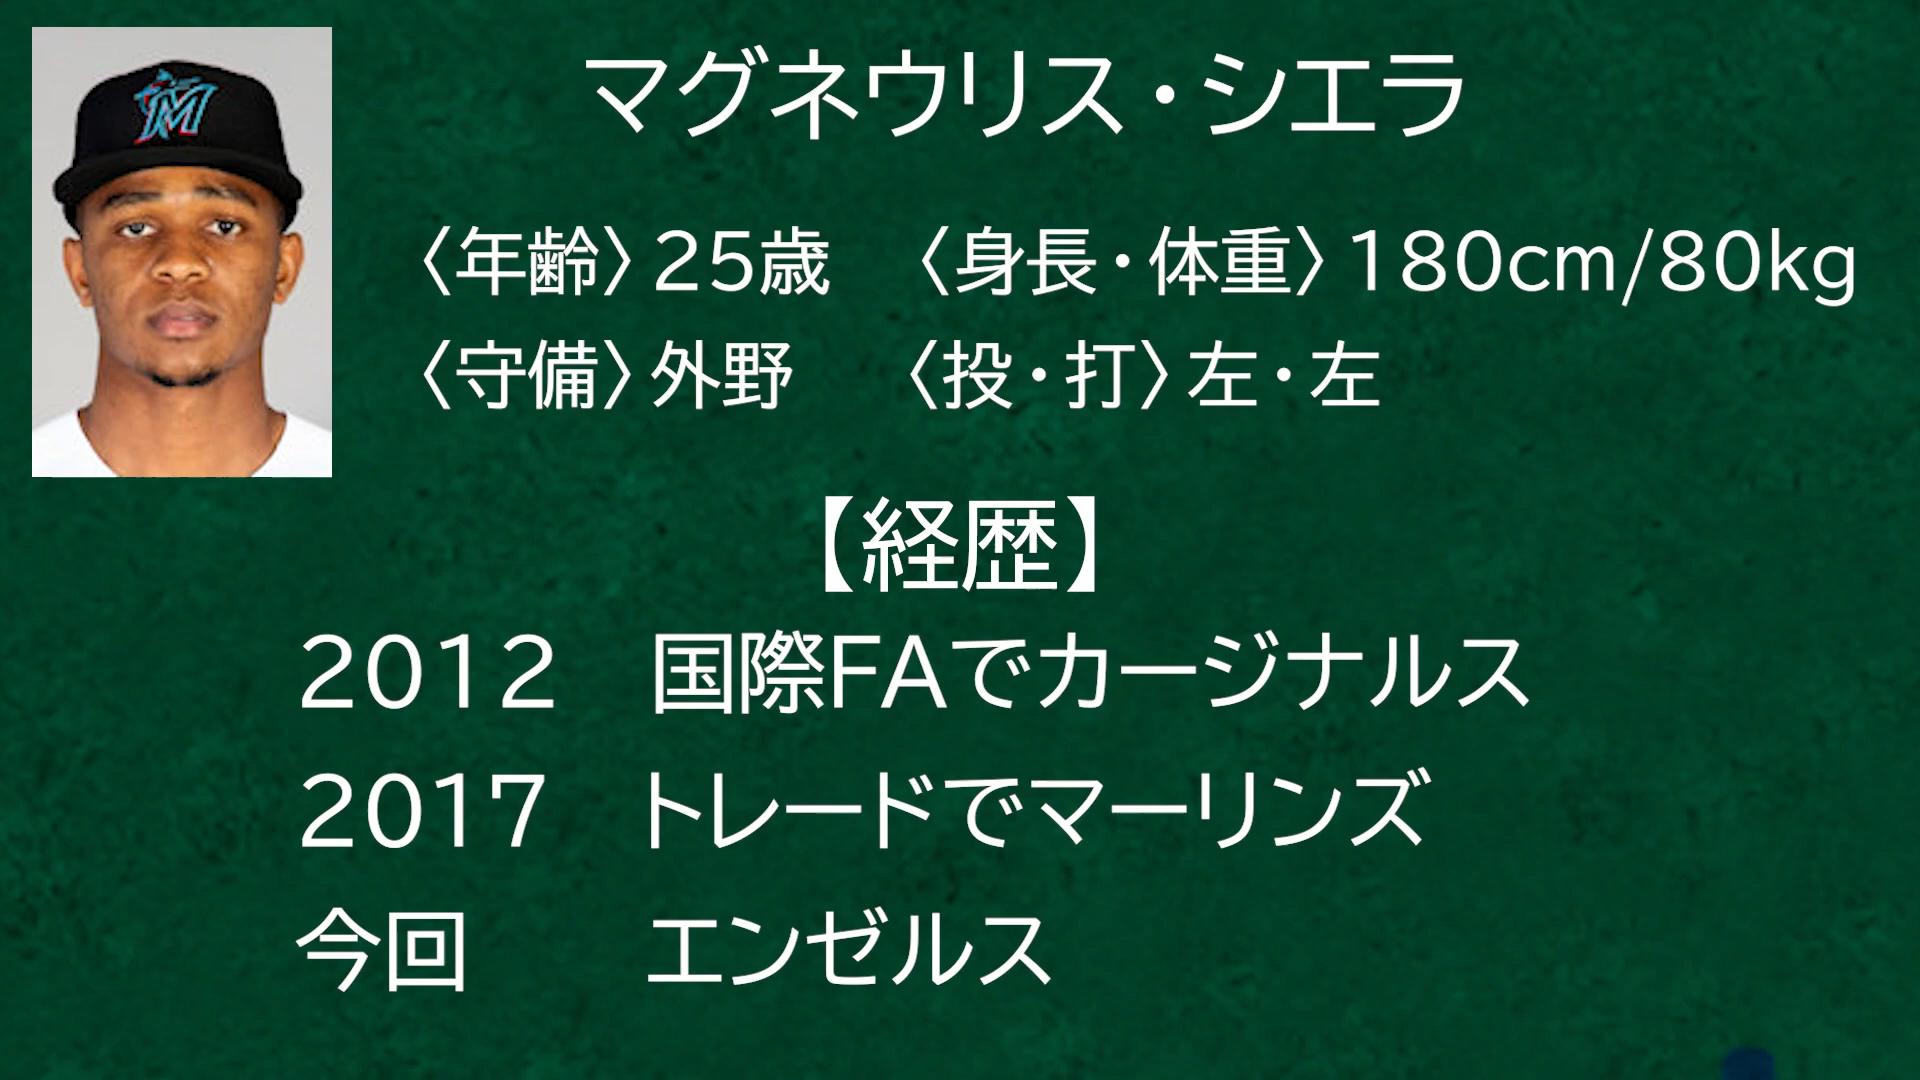 マグネウリス・シエラ
〈年齢〉25歳　〈身長・体重〉180cm/80kg
〈守備〉外野　〈投・打〉左・左
【経歴】
2012　国際FAでカージナルス
2017　トレードでマーリンズ
今回　エンゼルス